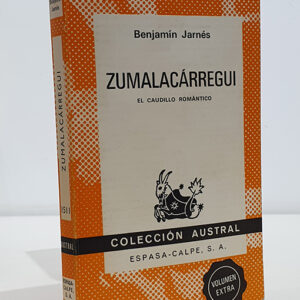 Benjamín Jarnés
ZUMALACÁRREGUI
EL CAUDILLO ROMÁNTICO
COLECCIÓN AUSTRAL
ESPASA-CALPE, S. A.
VOLUMEN
EXTRA
ZUMALACÁRREGUI
AUSTRAL